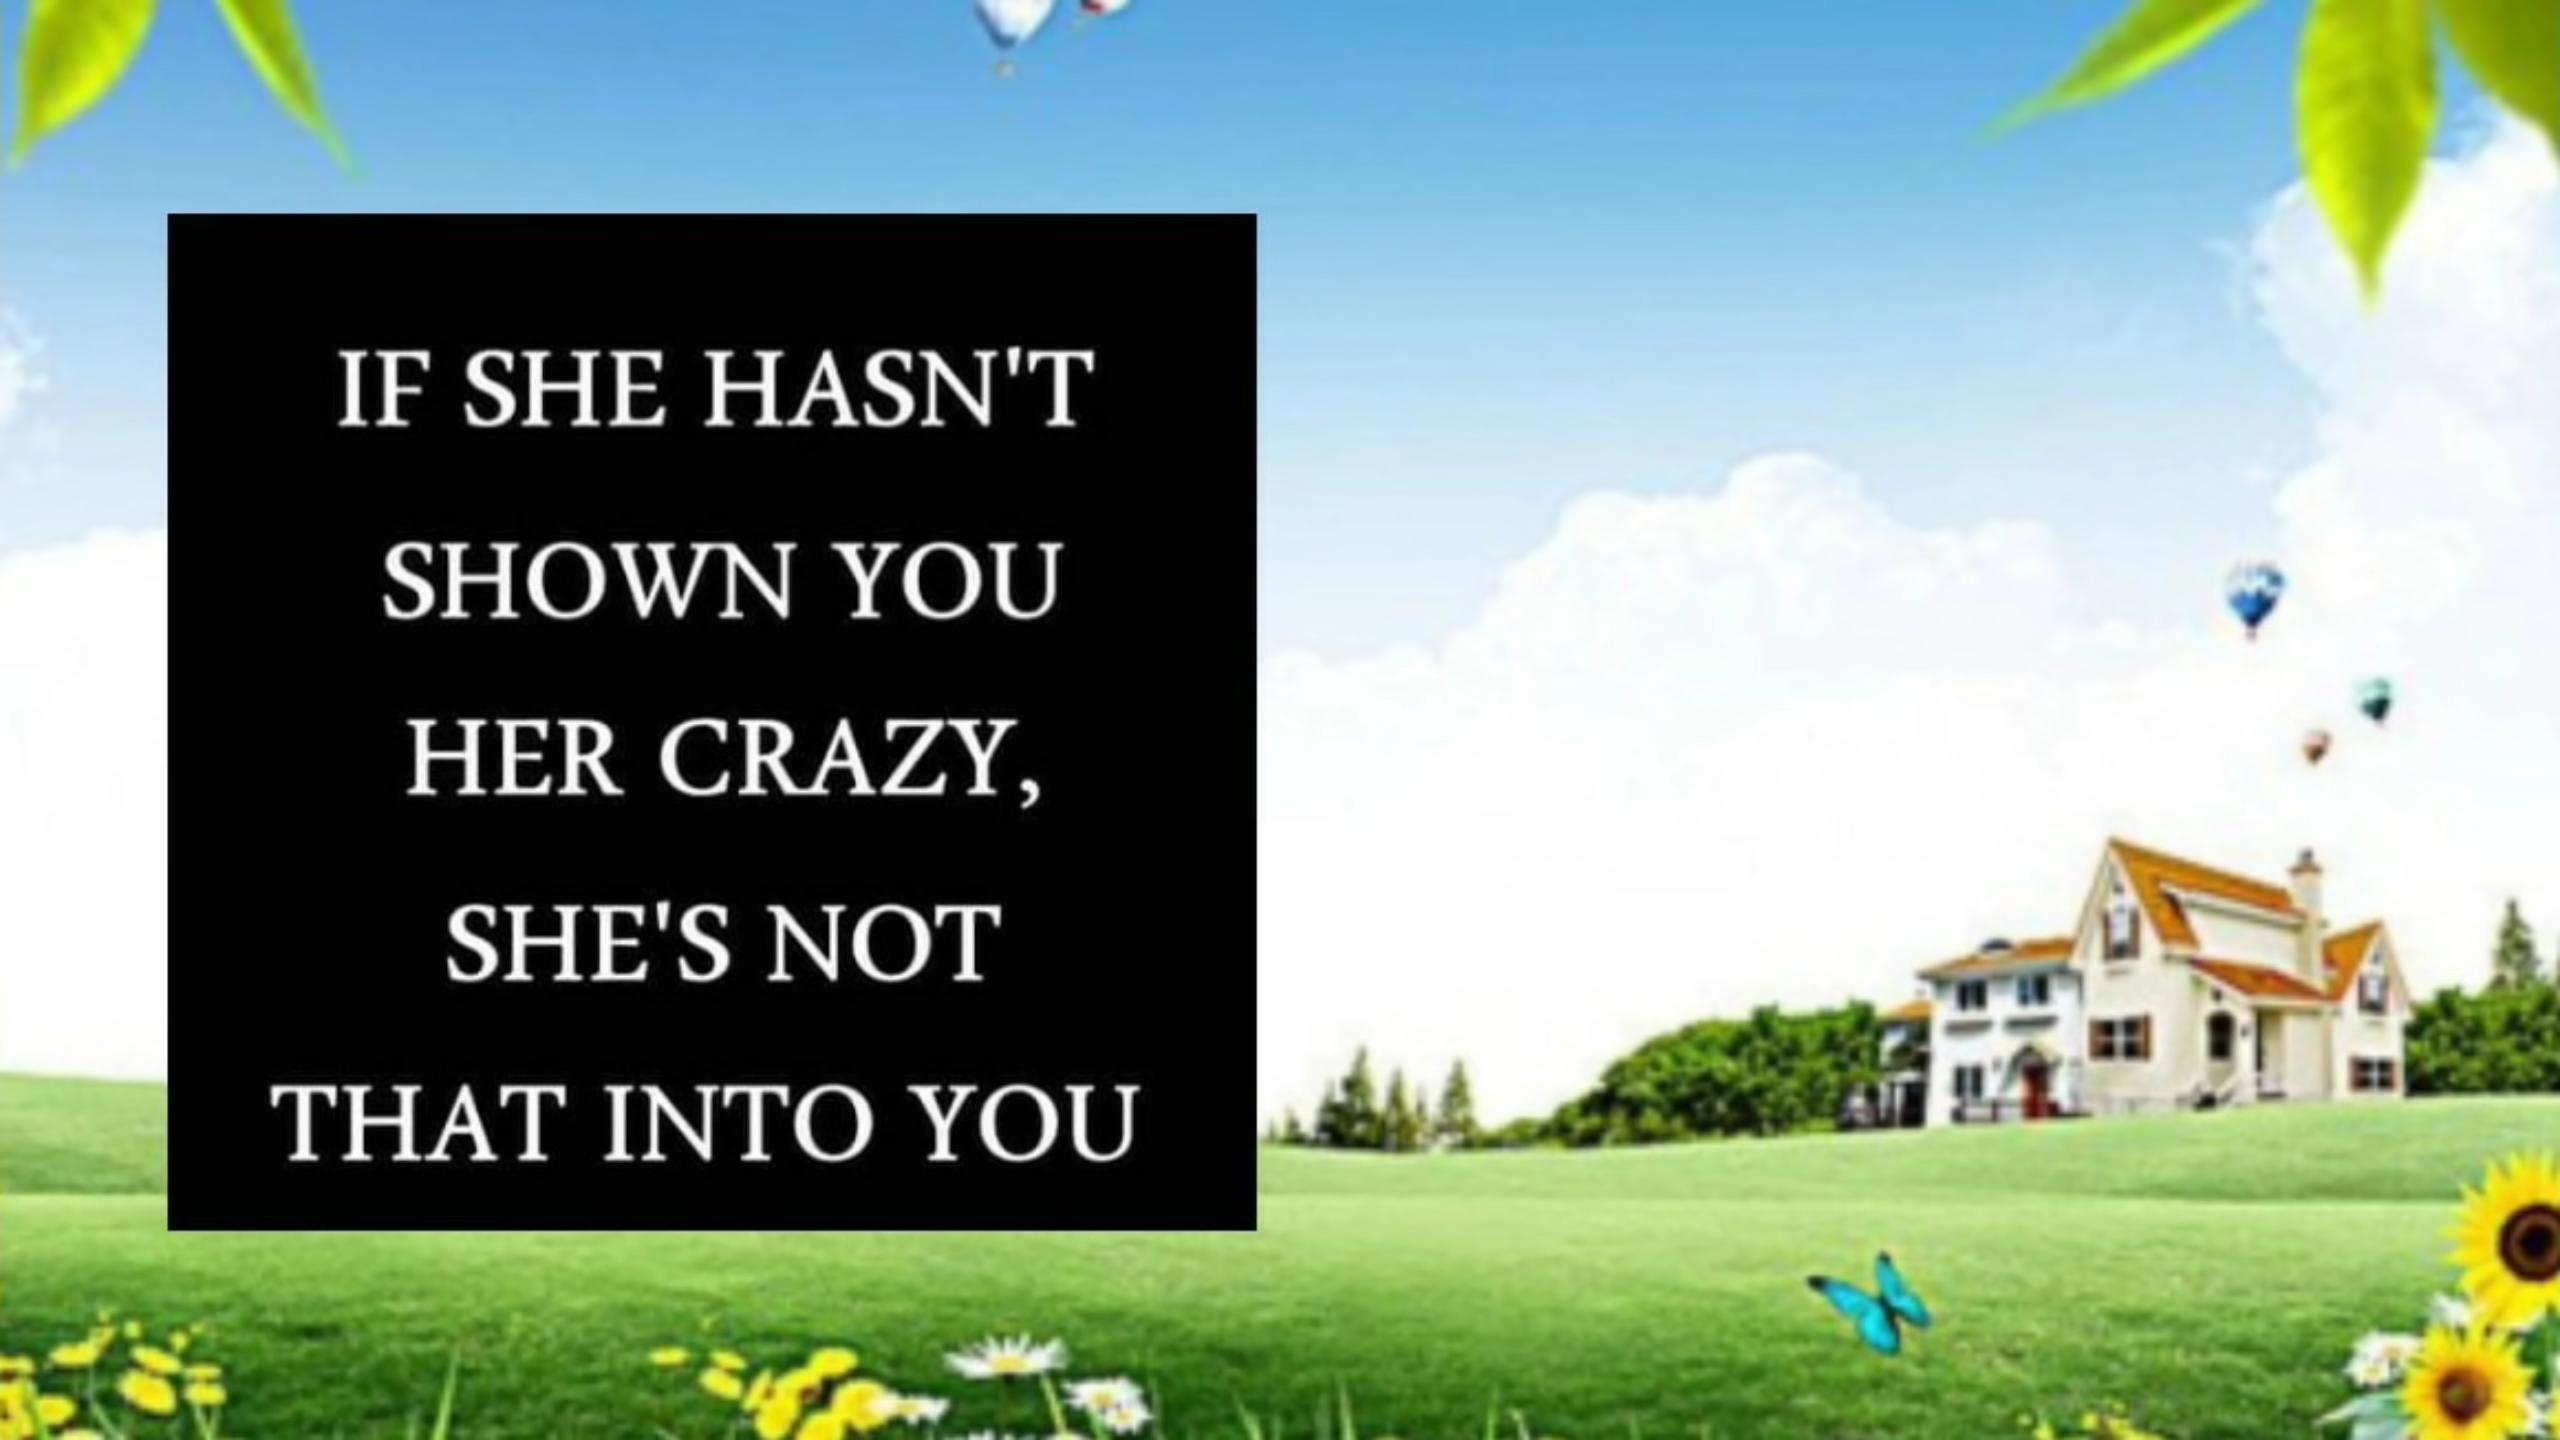 IF SHE HASN'T
SHOWN YOU
HER CRAZY,
SHE'S NOT
THAT INTO YOU